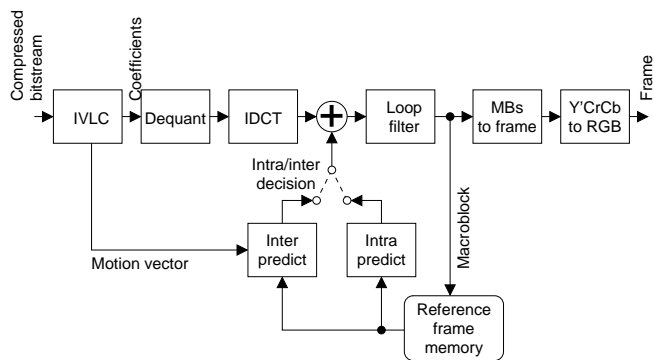 Compressed
bitstream
Coefficients
Frame
IVLC
Dequant
IDCT
+
Loop
filter
MBs
to frame
Y'CrCb
to RGB
Intra/inter
decision
Inter
predict
Intra
predict
Motion vector
Macroblock
Reference
frame
memory